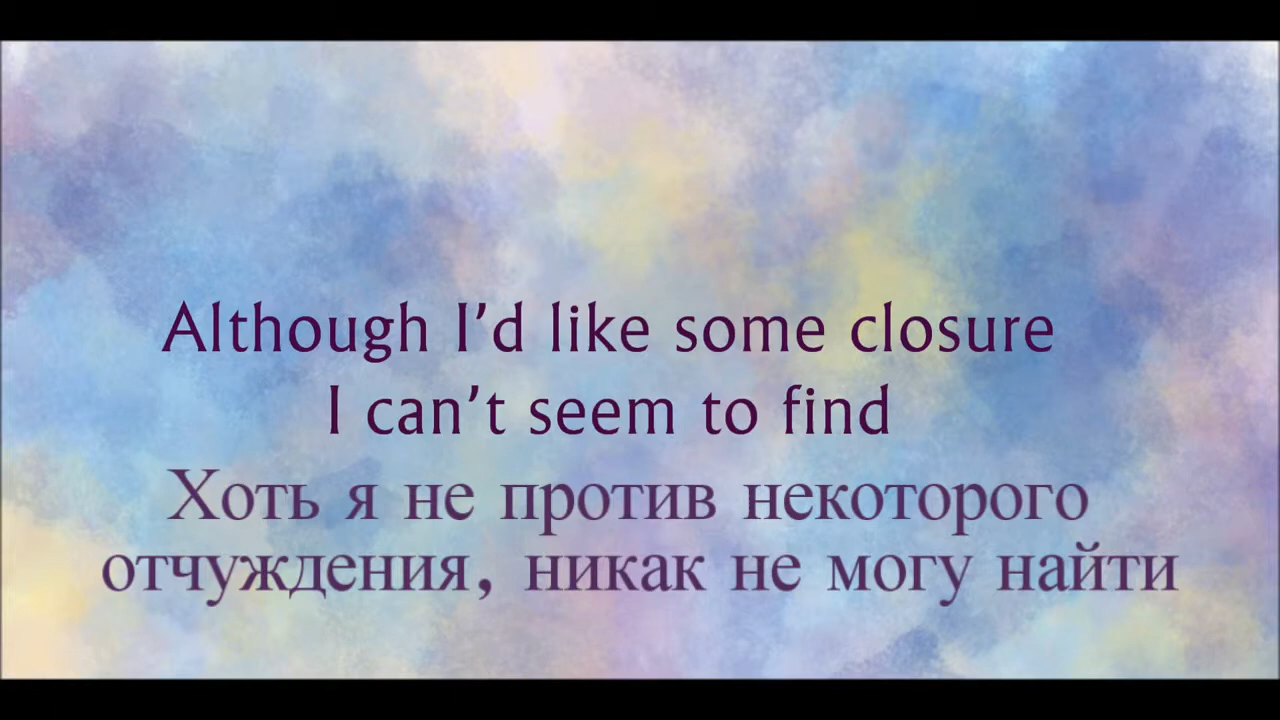 Although I’d like some closure
I can’t seem to find
Хоть я не против некоторого
отчуждения, никак не могу найти